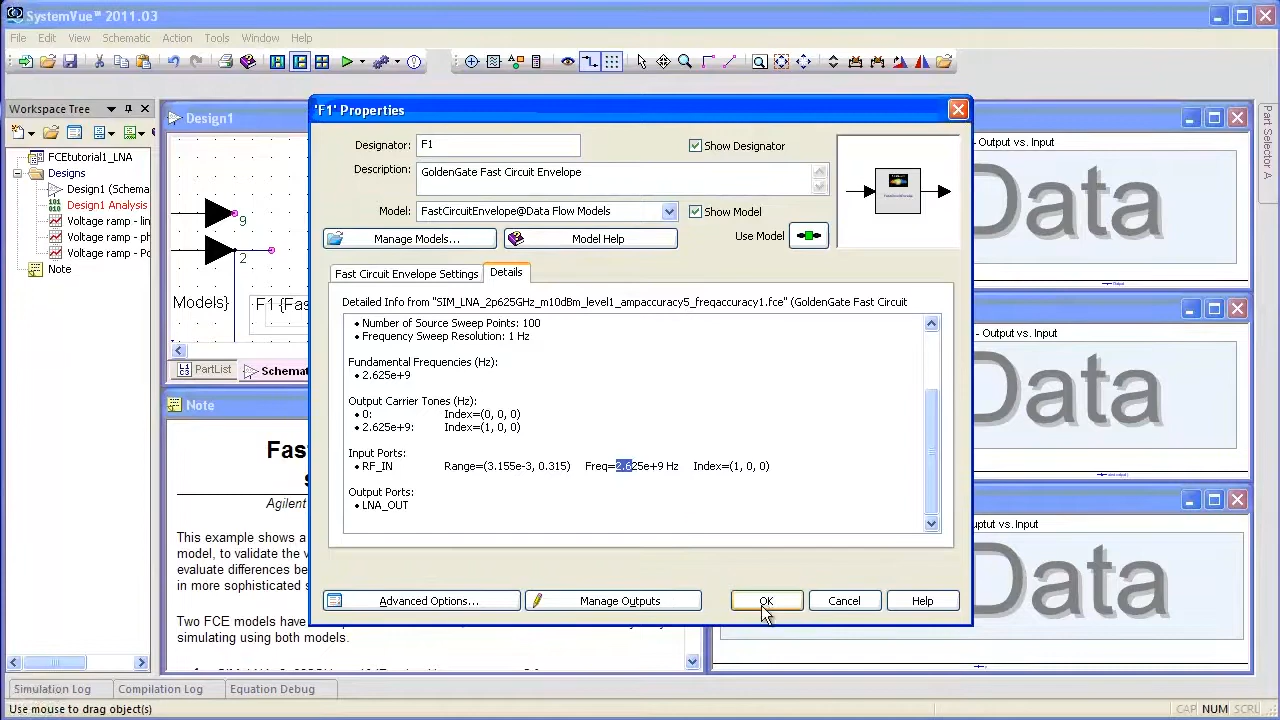 SystemVue™ 2011.03
File Edit View Schematic Action Tools Window Help
Workspace Tree
FCEtutorial1_LNA
Designs
Design1 (Schema
Design1 Analysis
Voltage ramp - lin
Voltage ramp - ph
Voltage ramp - Po
Note
Design1
9
2
Models}
F1 {Fas
PartList
Schemat
Note
Fas
s
Agilent
This example shows a
model, to validate the v
evaluate differences be
in more sophisticated s
Two FCE models have
simulating using both models.
'F1' Properties
Designator: F1
Show Designator
Description: GoldenGate Fast Circuit Envelope
Model: FastCircuitEnvelope@Data Flow Models
Show Model
Manage Models...
Model Help
Use Model
Fast Circuit Envelope Settings
Details
Detailed Info from "SIM_LNA_2p625GHz_m10dBm_level1_ampaccuracy5_freqaccuracy1.fce" (GoldenGate Fast Circuit
• Number of Source Sweep Points: 100
• Frequency Sweep Resolution: 1 Hz
Fundamental Frequencies (Hz):
• 2.625e+9
Output Carrier Tones (Hz):
• 0: Index=(0, 0, 0)
• 2.625e+9: Index=(1, 0, 0)
Input Ports:
• RF_IN Range=(3.155e-3, 0.315) Freq=2.625e+9 Hz Index=(1, 0, 0)
Output Ports:
• LNA_OUT
Advanced Options...
Manage Outputs
OK
Cancel
Help
- Output vs. Input
Data
- Output vs. Input
Data
uptut vs. Input
Data
Part Selector A
Simulation Log
Compilation Log
Equation Debug
Use mouse to drag object(s)
CAP NUM SCRL